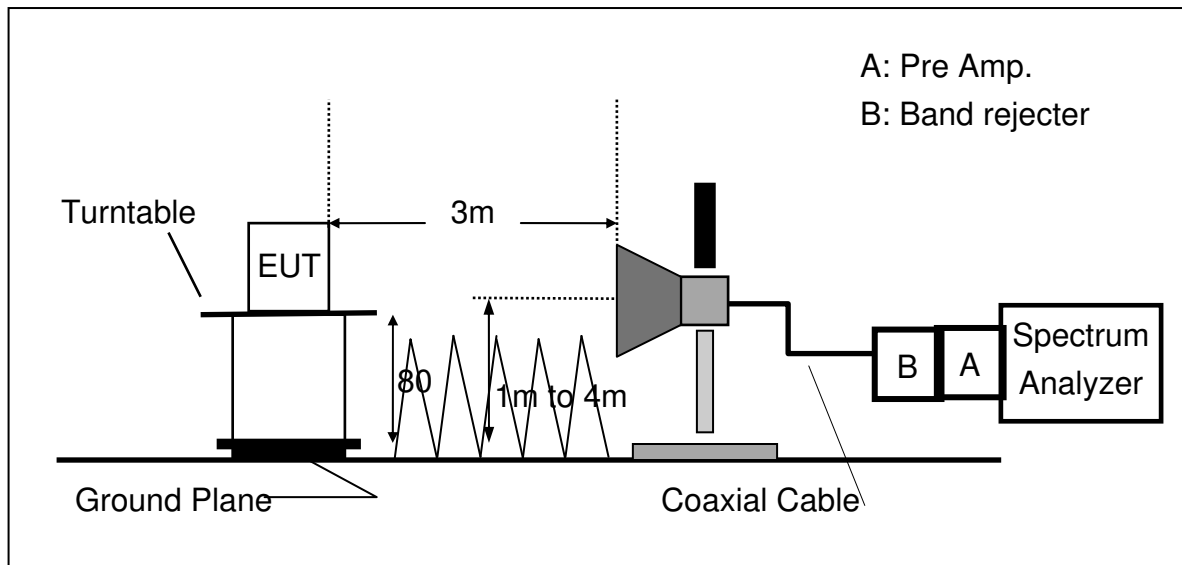 A: Pre Amp.
B: Band rejecter
Turntable
3m
EUT
80
1m to 4m
B
A
Spectrum
Analyzer
Ground Plane
Coaxial Cable